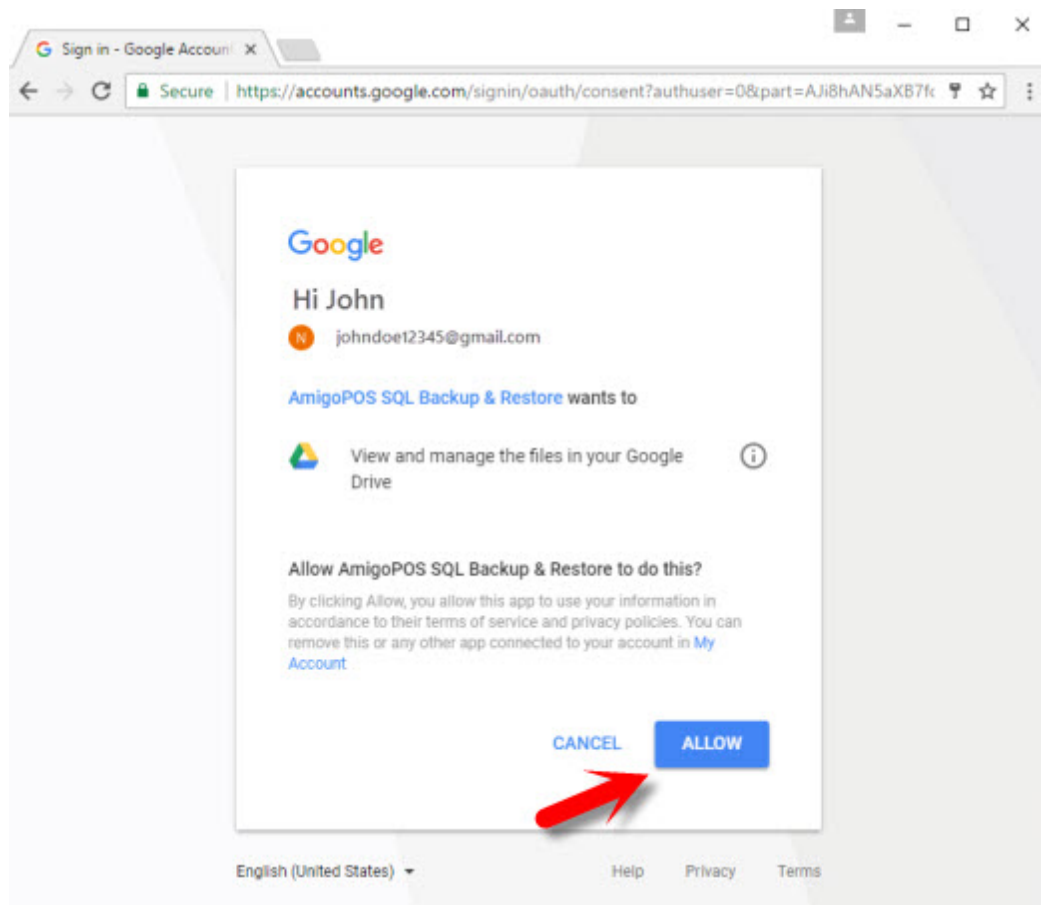 Sign in - Google Accoun
Secure https://accounts.google.com/signin/oauth/consent?authuser=0&part=AJi8hAN5aXB7fc
Google
Hi John
N johndoe12345@gmail.com
AmigoPOS SQL Backup & Restore wants to
View and manage the files in your Google
Drive
Allow AmigoPOS SQL Backup & Restore to do this?
By clicking Allow, you allow this app to use your information in
accordance to their terms of service and privacy policies. You can
remove this or any other app connected to your account in My
Account
CANCEL ALLOW
English (United States) Help Privacy Terms